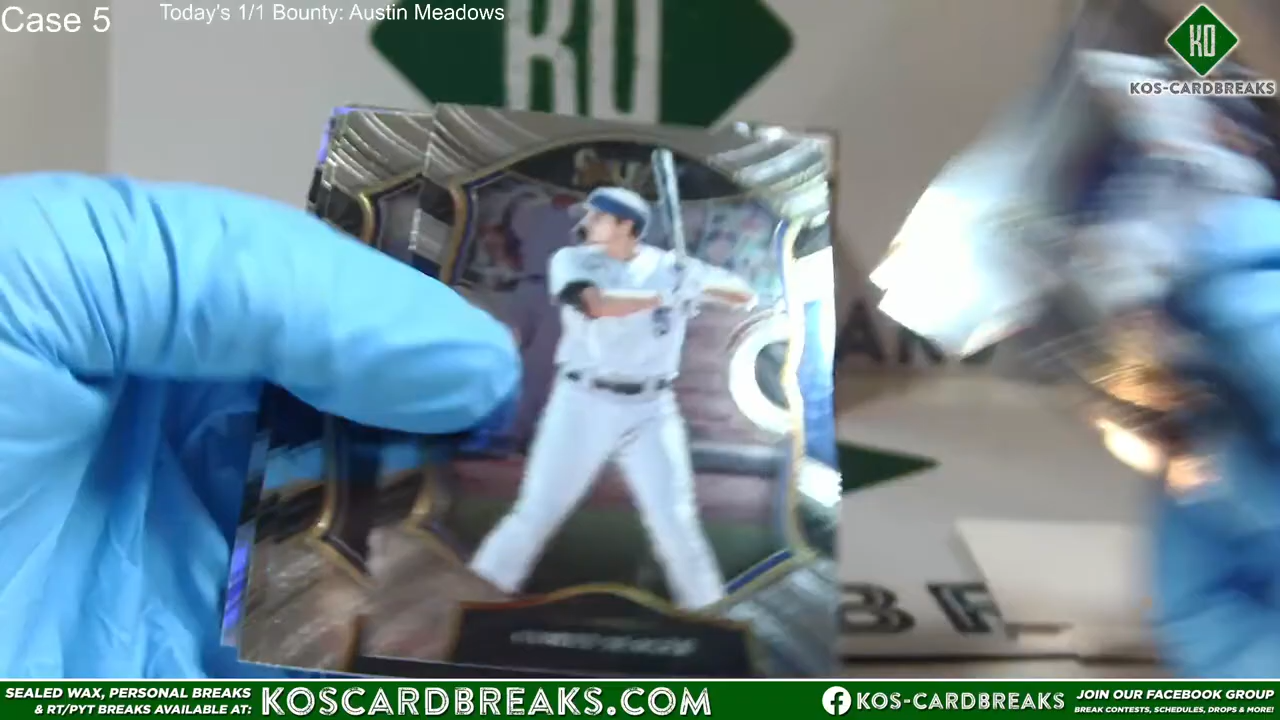 Case 5
Today's 1/1 Bounty: Austin Meadows
KO
KO
KOS-CARDBREAKS
B F
SEALED WAX, PERSONAL BREAKS
& RT/PYT BREAKS AVAILABLE AT:
KOSCARDBREAKS.COM
KOS-CARDBREAKS
JOIN OUR FACEBOOK GROUP
BREAK CONTESTS, SCHEDULES, DROPS & MORE!